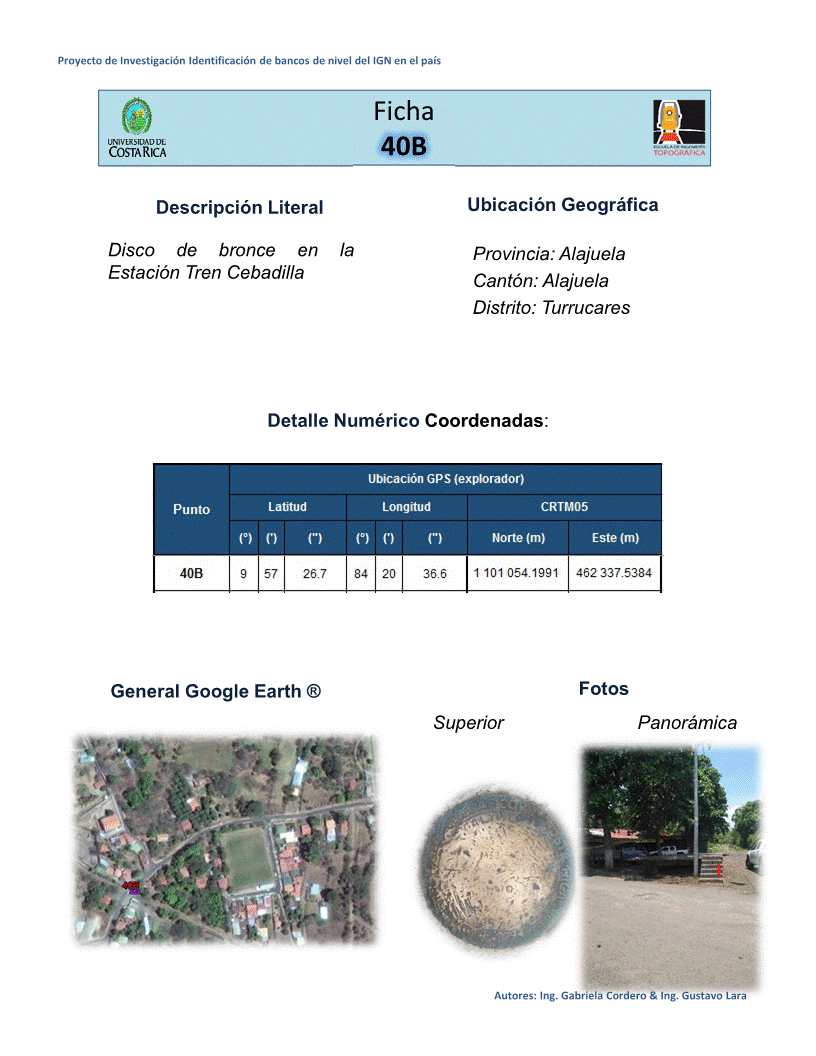 Proyecto de Investigación Identificación de bancos de nivel del IGN en el país
UNIVERSIDAD DE
COSTA RICA
Ficha
40B
ESCUELA DE INGENIERÍA
TOPOGRÁFICA
Descripción Literal
Disco de bronce en la
Estación Tren Cebadilla
Ubicación Geográfica
Provincia: Alajuela
Cantón: Alajuela
Distrito: Turrucares
Detalle Numérico Coordenadas:
Punto
Ubicación GPS (explorador)
Latitud Longitud CRTM05
(°) (') (") (°) (') (") Norte (m) Este (m)
40B 9 57 26.7 84 20 36.6 1 101 054.1991 462 337.5384
General Google Earth ®
Fotos
Superior Panorámica
40B
Autores: Ing. Gabriela Cordero & Ing. Gustavo Lara